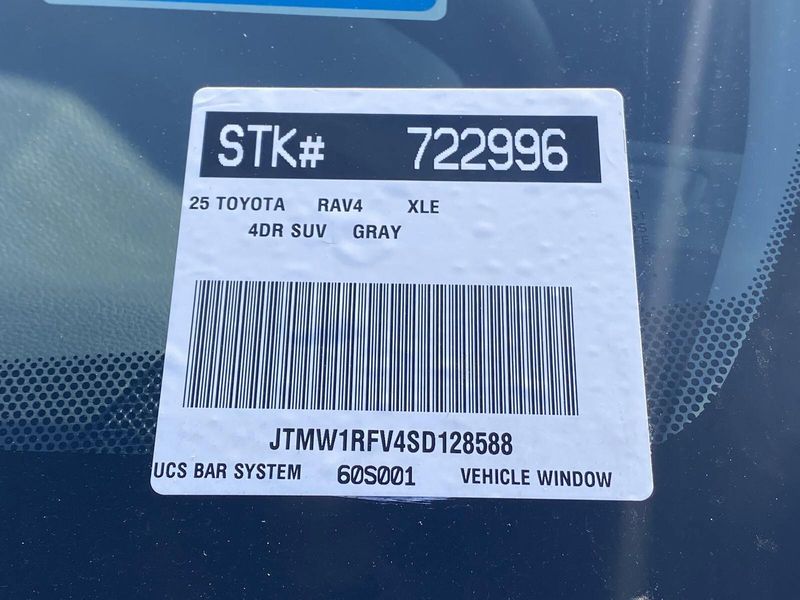 STK# 722996
25 TOYOTA RAV4 XLE
4DR SUV GRAY
JTMW1RFV4SD128588
UCS BAR SYSTEM 60S001 VEHICLE WINDOW